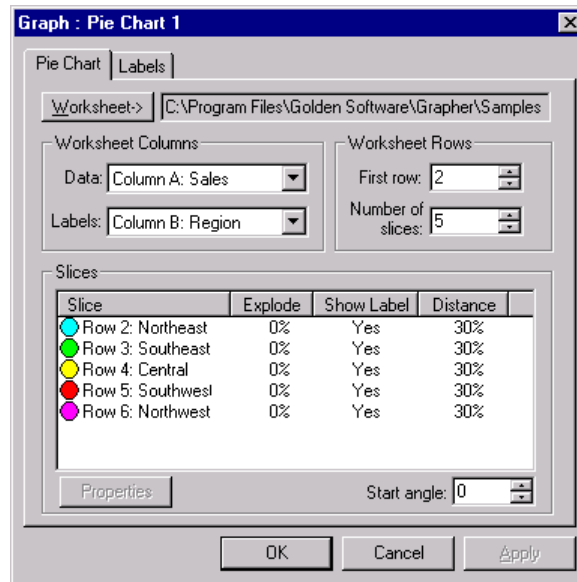 Graph : Pie Chart 1
Pie Chart Labels
Worksheet-> C:\Program Files\Golden Software\Grapher\Samples
Worksheet Columns
Data: Column A: Sales
Labels: Column B: Region
Worksheet Rows
First row: 2
Number of
slices: 5
Slices
Slice Explode Show Label Distance
Row 2: Northeast 0% Yes 30%
Row 3: Southeast 0% Yes 30%
Row 4: Central 0% Yes 30%
Row 5: Southwest 0% Yes 30%
Row 6: Northwest 0% Yes 30%
Properties Start angle: 0
OK Cancel Apply